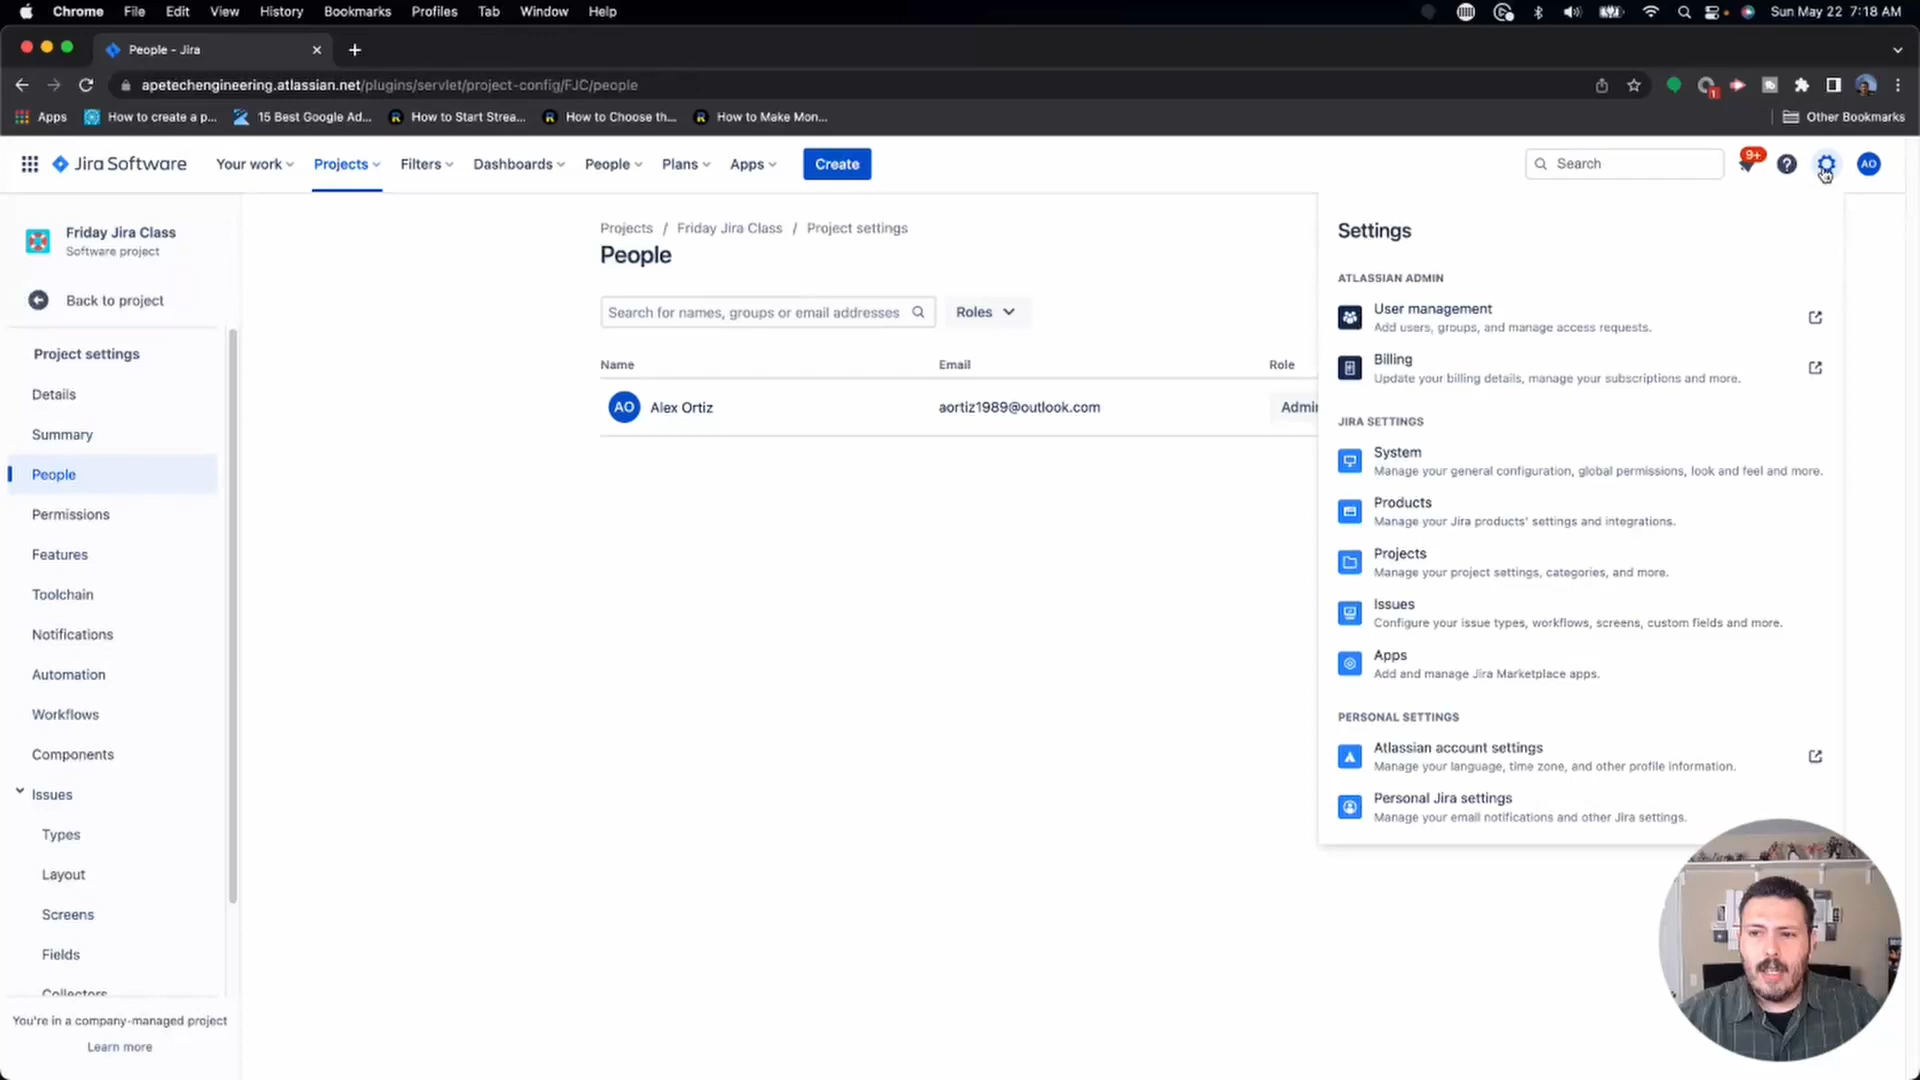 Chrome File Edit View History Bookmarks Profiles Tab Window Help Sun May 22 7:18 AM
People - Jira
apetechengineering.atlassian.net/plugins/servlet/project-config/FJC/people
Apps How to create a p... 15 Best Google Ad... How to Start Strea... How to Choose th... How to Make Mon... Other Bookmarks
Jira Software Your work Projects Filters Dashboards People Plans Apps Create Search 9+ AO
Friday Jira Class
Software project
Back to project
Project settings
Details
Summary
People
Permissions
Features
Toolchain
Notifications
Automation
Workflows
Components
Issues
Types
Layout
Screens
Fields
Collectors
You're in a company-managed project
Learn more
Projects / Friday Jira Class / Project settings
People
Search for names, groups or email addresses Roles
Name Email Role
AO Alex Ortiz aortiz1989@outlook.com Admi
Settings
ATLASSIAN ADMIN
User management
Add users, groups, and manage access requests.
Billing
Update your billing details, manage your subscriptions and more.
JIRA SETTINGS
System
Manage your general configuration, global permissions, look and feel and more.
Products
Manage your Jira products' settings and integrations.
Projects
Manage your project settings, categories, and more.
Issues
Configure your issue types, workflows, screens, custom fields and more.
Apps
Add and manage Jira Marketplace apps.
PERSONAL SETTINGS
Atlassian account settings
Manage your language, time zone, and other profile information.
Personal Jira settings
Manage your email notifications and other Jira settings.